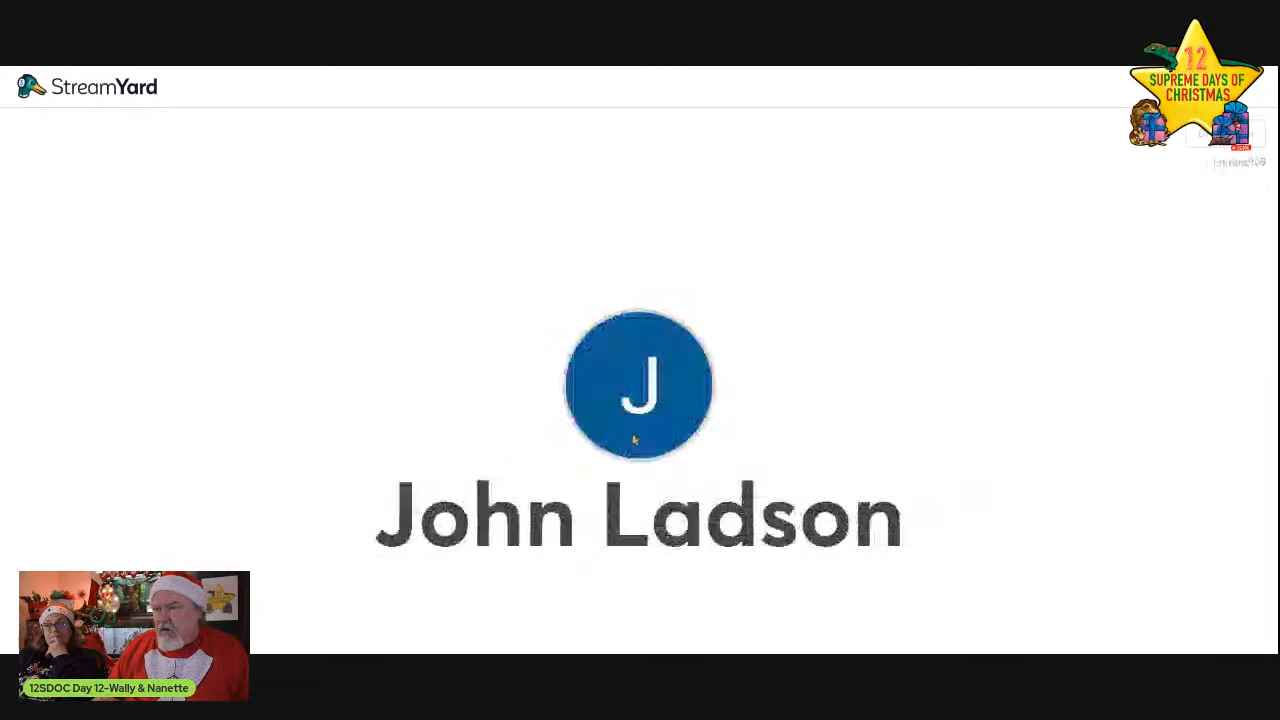 StreamYard
12
SUPREME DAYS OF
CHRISTMAS
J
John Ladson
12SDOC Day 12-Wally & Nanette